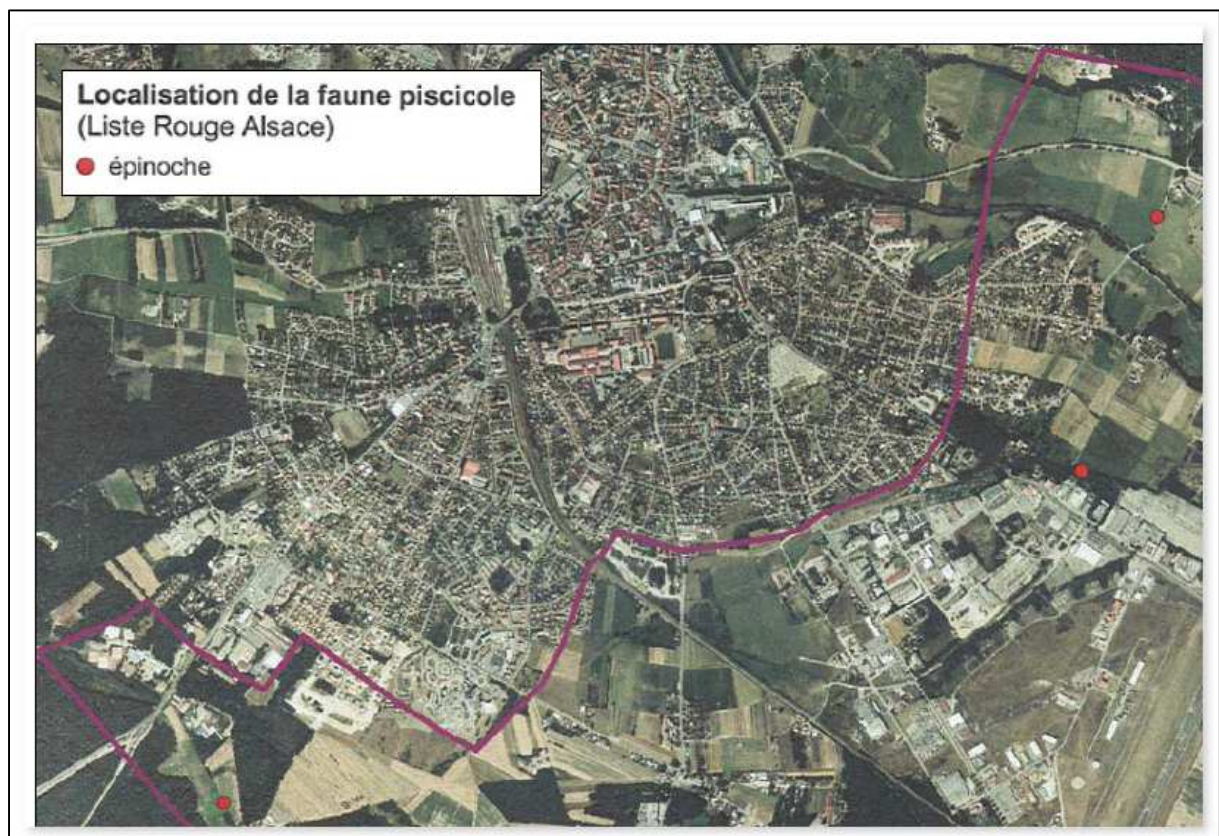 Localisation de la faune piscicole
(Liste Rouge Alsace)
épinoche